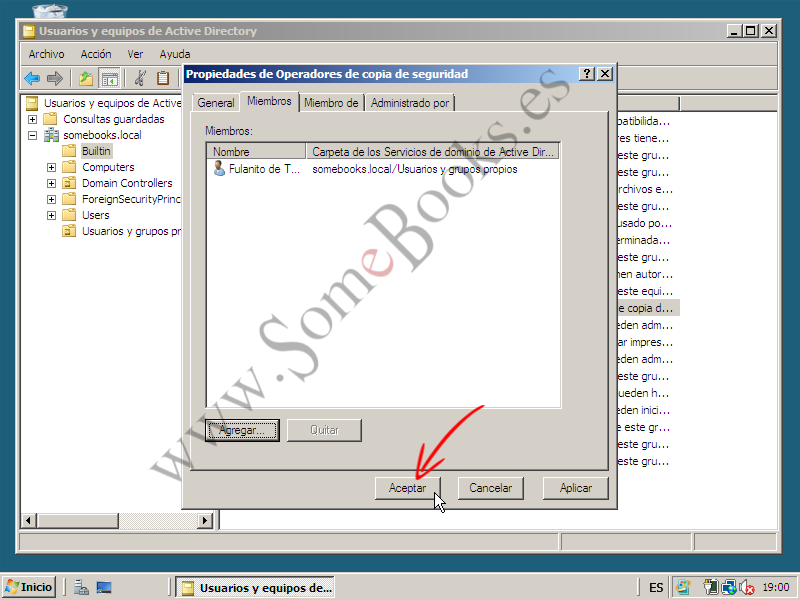 Usuarios y equipos de Active Directory
Archivo Acción Ver Ayuda
Usuarios y equipos de Active
Consultas guardadas
somebooks.local
Builtin
Computers
Domain Controllers
ForeignSecurityPrinc
Users
Usuarios y grupos pr
Propiedades de Operadores de copia de seguridad
General Miembros Miembro de Administrado por
Miembros:
Nombre Carpeta de los Servicios de dominio de Active Dir...
Fulanito de T... somebooks.local/Usuarios y grupos propios
Agregar... Quitar
Aceptar Cancelar Aplicar
patibilida...
res tiene...
este gru...
archivos e...
este gru...
usado po...
erminada...
este gru...
nen autor...
este equi...
e copia d...
eden adm...
ar impres...
eden adm...
este gru...
ueden h...
eden inici...
e este gr...
este gru...
este gru...
www.SomeBooks.es
Inicio Usuarios y equipos de... ES 19:00